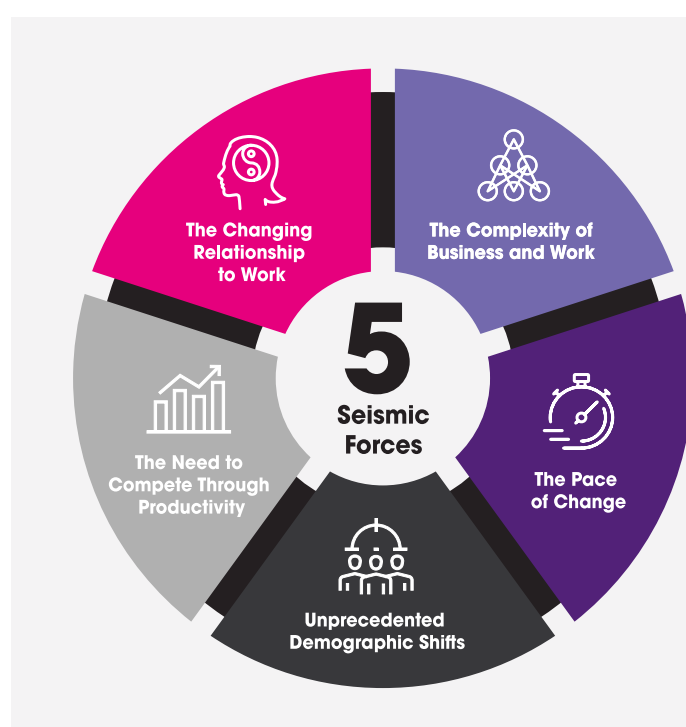 5
Seismic
Forces
The Changing
Relationship
to Work
The Complexity of
Business and Work
The Pace
of Change
Unprecedented
Demographic Shifts
The Need to
Compete Through
Productivity